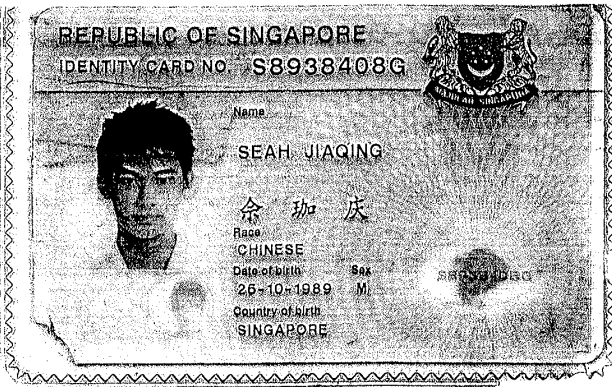 REPUBLIC OF SINGAPORE
IDENTITY CARD NO. S8938408G
Name
SEAH JIAQING
佘珈庆
Race
CHINESE
Date of birth Sex
26-10-1989 M
Country of birth
SINGAPORE